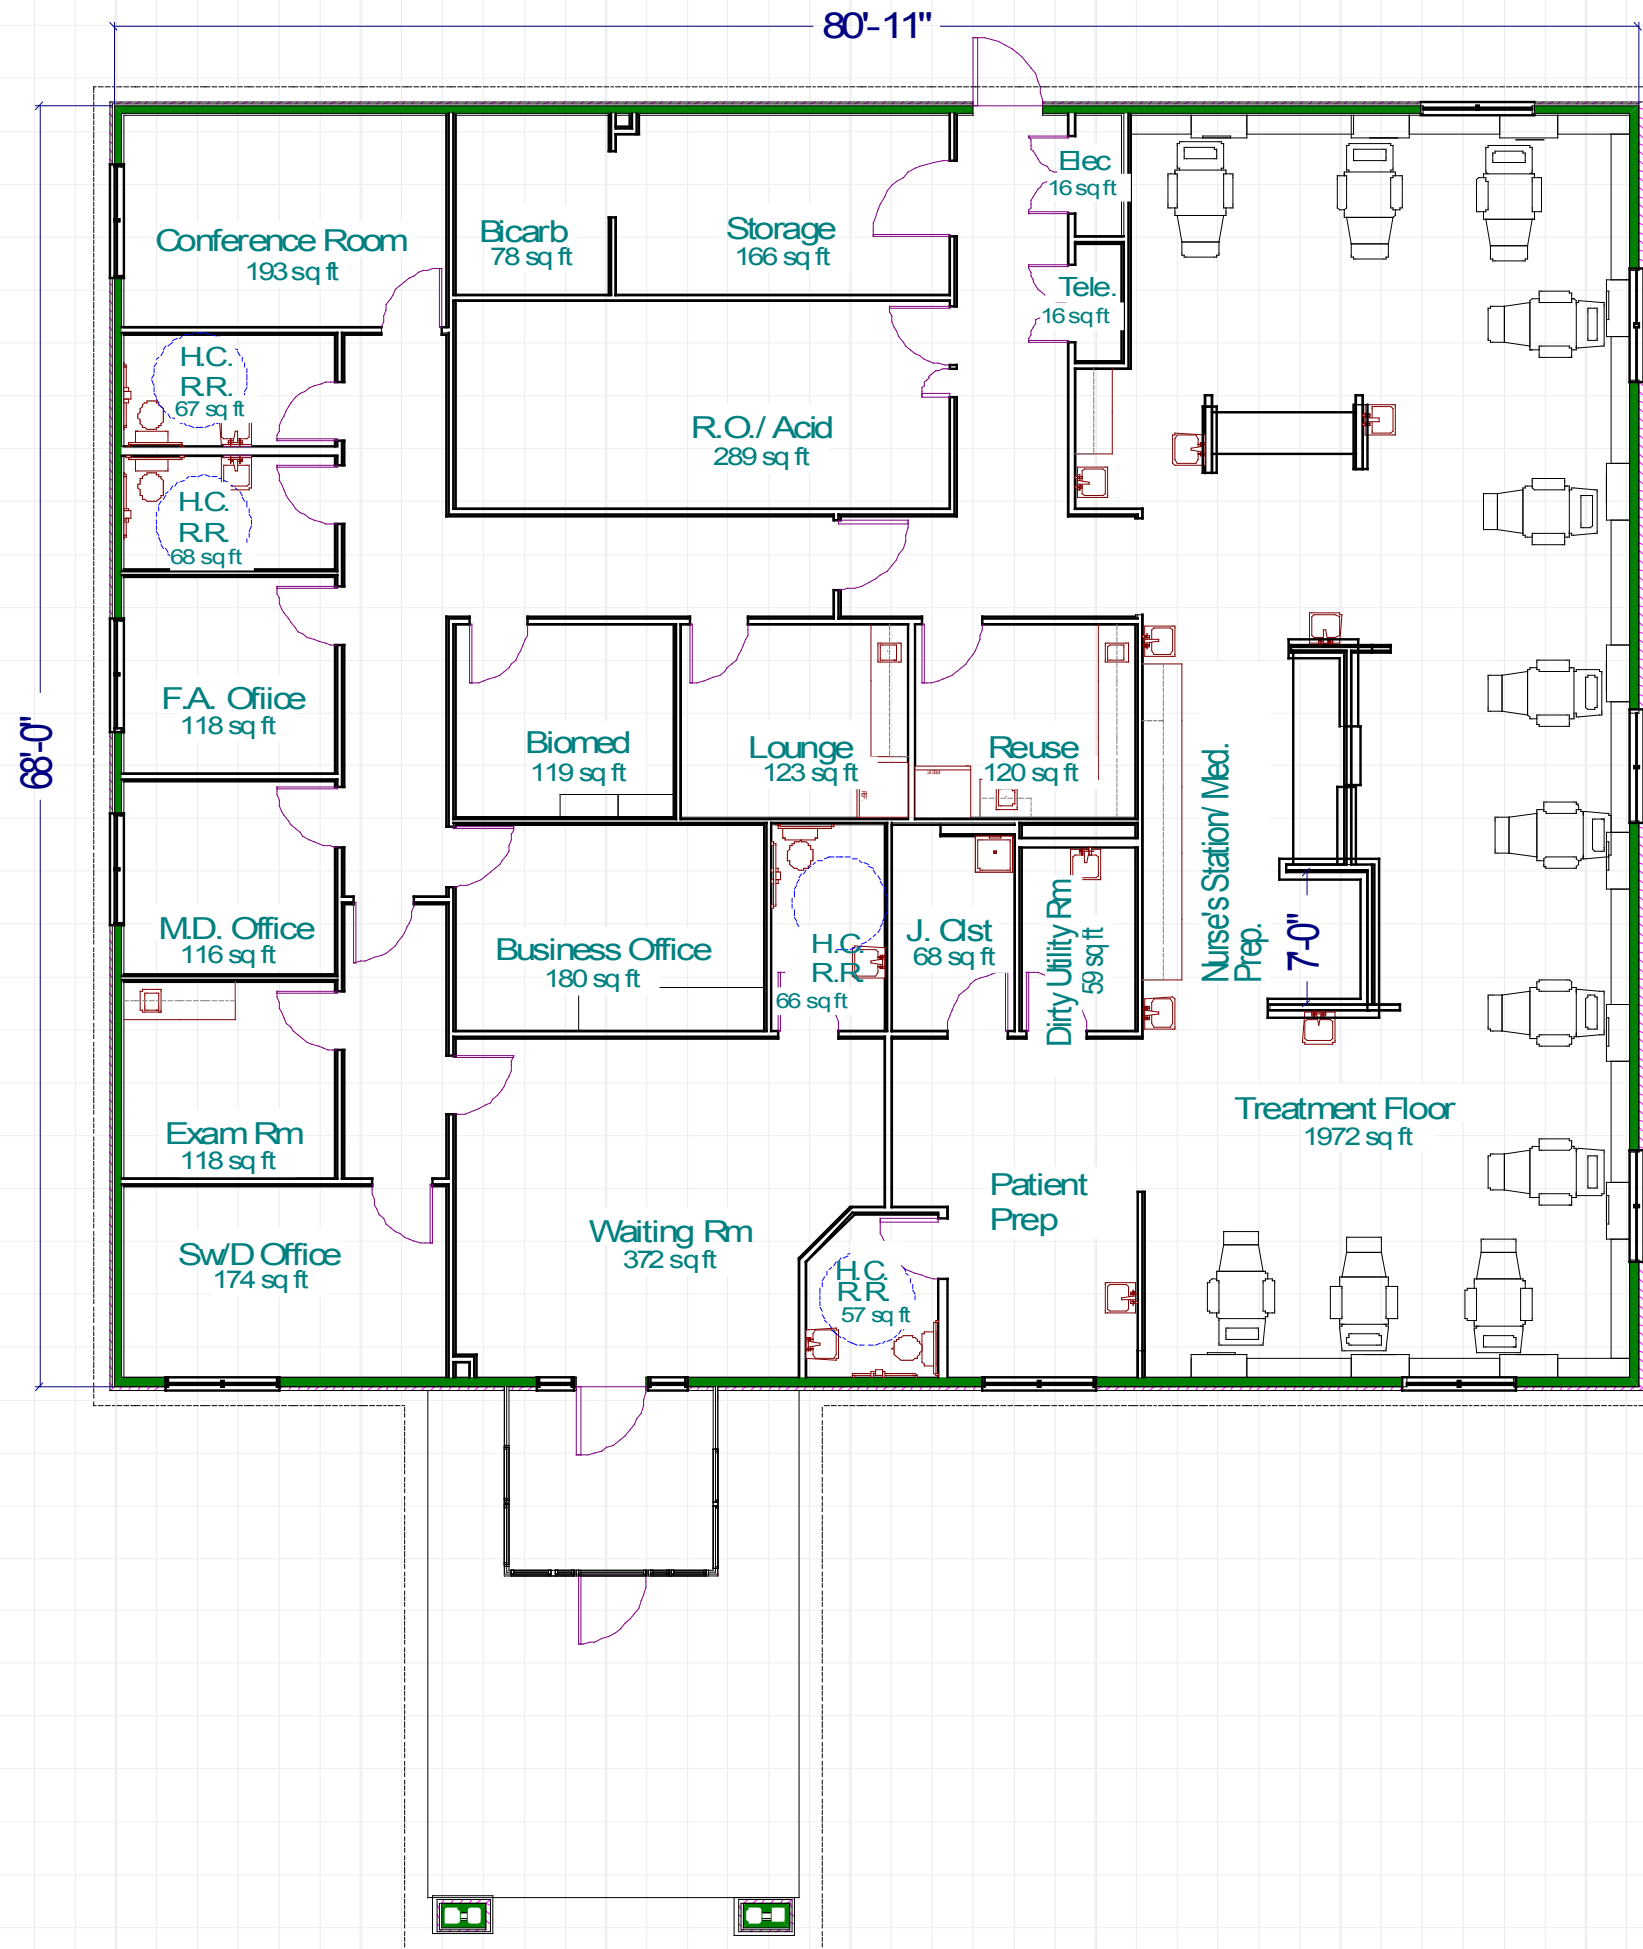 80'-11"
68'-0"
Conference Room
193 sq ft
Bicarb
78 sq ft
Storage
166 sq ft
Elec
16 sq ft
Tele.
16 sq ft
H.C.
R.R.
67 sq ft
R.O./ Acid
289 sq ft
H.C.
R.R.
68 sq ft
F.A. Ofiice
118 sq ft
Biomed
119 sq ft
Lounge
123 sq ft
Reuse
120 sq ft
Nurse's Station/ Med.
Prep.
7'-0"
M.D. Office
116 sq ft
Business Office
180 sq ft
H.C.
R.R.
66 sq ft
J. Clst
68 sq ft
Dirty Utility Rm
59 sq ft
Exam Rm
118 sq ft
Treatment Floor
1972 sq ft
Patient
Prep
Waiting Rm
372 sq ft
Sw/D Office
174 sq ft
H.C.
R.R.
57 sq ft